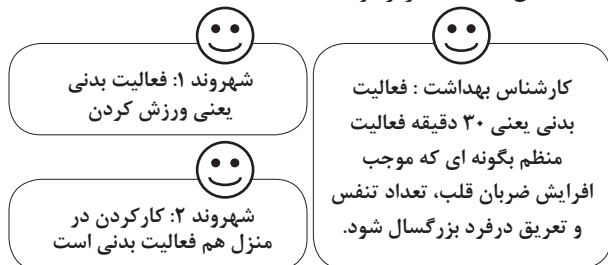 کارشناس بهداشت : فعالیت
بدنی یعنی ۳۰ دقیقه فعالیت
منظم بگونه ای که موجب
افرایش ضربان قلب، تعداد تنفس
و تعریق درفرد بزرگسال شود.
شهروند ۱: فعالیت بدنی
یعنی ورزش کردن
شهروند ۲: کارکردن در
منزل هم فعالیت بدنی است